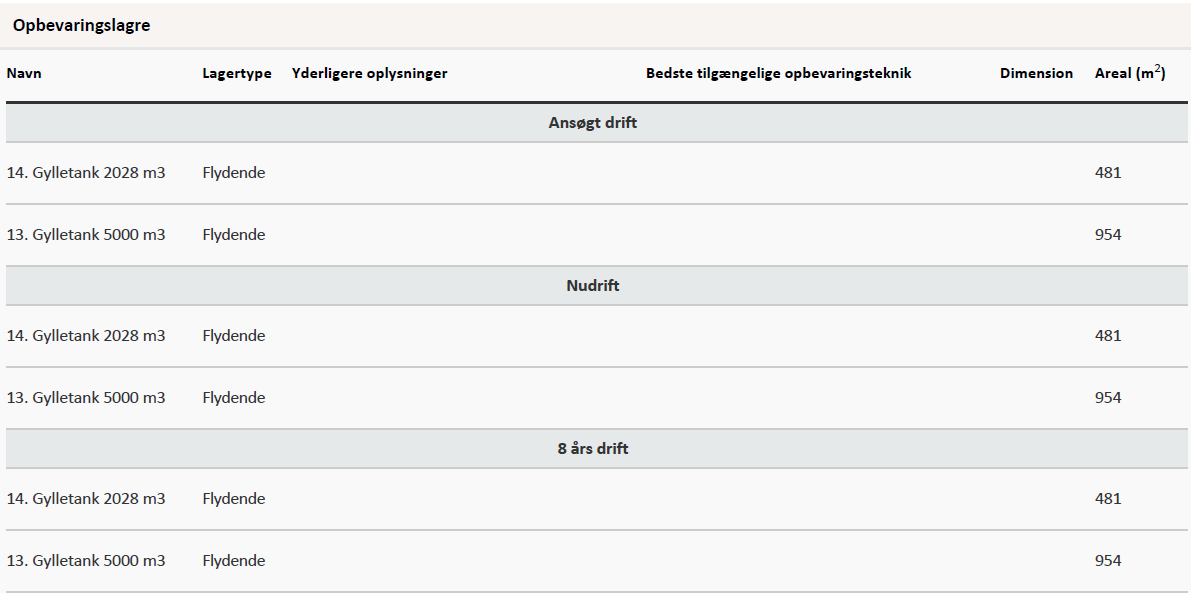 Opbevaringslagre
Navn Lagertype Yderligere oplysninger Bedste tilgængelige opbevaringsteknik Dimension Areal (m²)
Ansøgt drift
14. Gylletank 2028 m3 Flydende 481
13. Gylletank 5000 m3 Flydende 954
Nudrift
14. Gylletank 2028 m3 Flydende 481
13. Gylletank 5000 m3 Flydende 954
8 års drift
14. Gylletank 2028 m3 Flydende 481
13. Gylletank 5000 m3 Flydende 954